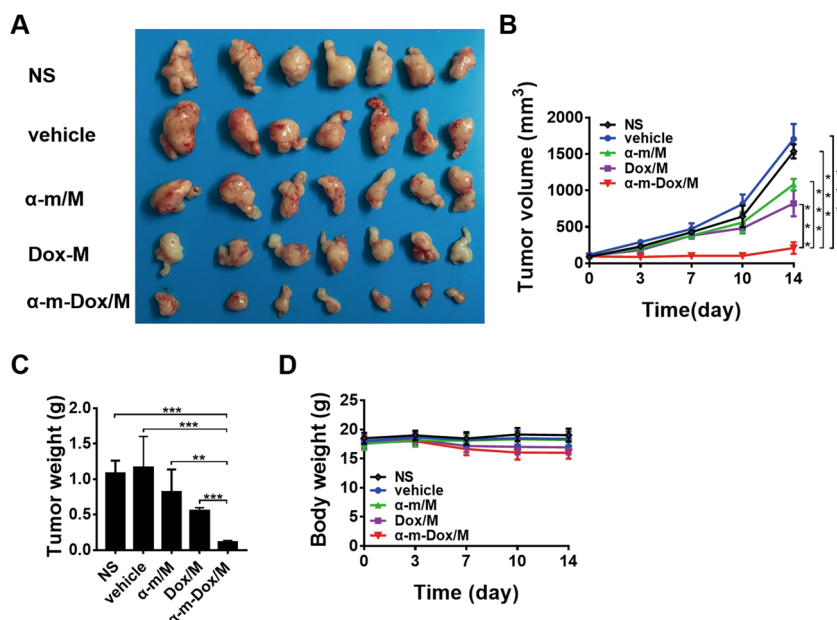 A
NS
vehicle
α-m/M
Dox-M
α-m-Dox/M
B
Tumor volume (mm3)
2000
1500
1000
500
0
NS
vehicle
α-m/M
Dox/M
α-m-Dox/M
***
***
***
0
3
7
10
14
Time(day)
C
Tumor weight (g)
2.0
1.5
1.0
0.5
0.0
***
***
**
***
NS
vehicle
α-m/M
Dox/M
α-m-Dox/M
D
Body weight (g)
25
20
15
10
5
0
NS
vehicle
α-m/M
Dox/M
α-m-Dox/M
0
3
7
10
14
Time (day)